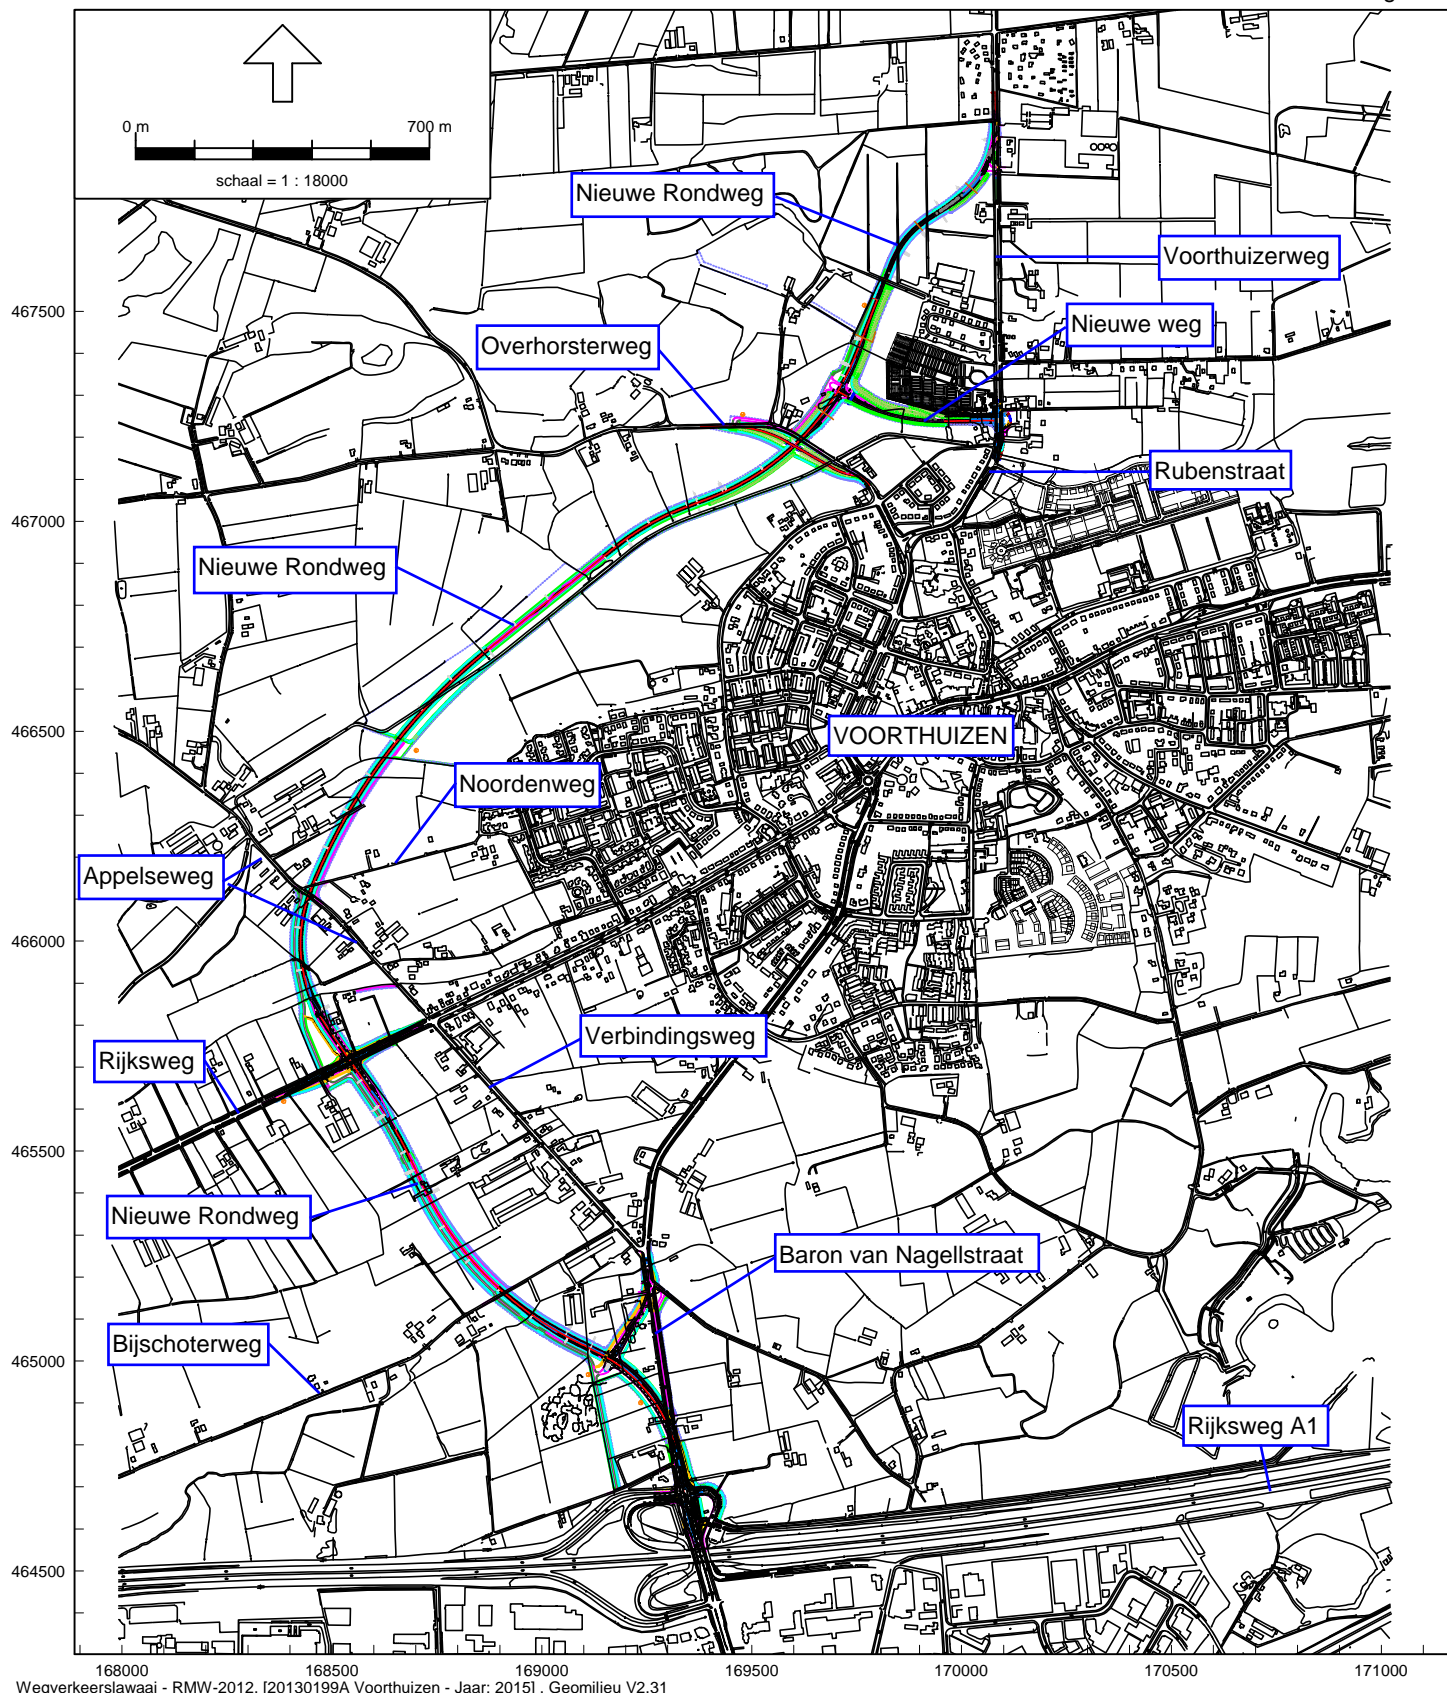 0 m 700 m
schaal = 1 : 18000
Nieuwe Rondweg
Voorthuizerweg
Nieuwe weg
Overhorsterweg
Rubenstraat
Nieuwe Rondweg
VOORTHUIZEN
Noordenweg
Appelseweg
Verbindingsweg
Rijksweg
Nieuwe Rondweg
Baron van Nagellstraat
Bijschoterweg
Rijksweg A1
467500
467000
466500
466000
465500
465000
464500
168000 168500 169000 169500 170000 170500 171000
Wegverkeerslawaai - RMW-2012, [20130199A Voorthuizen - Jaar: 2015] , Geomilieu V2.31